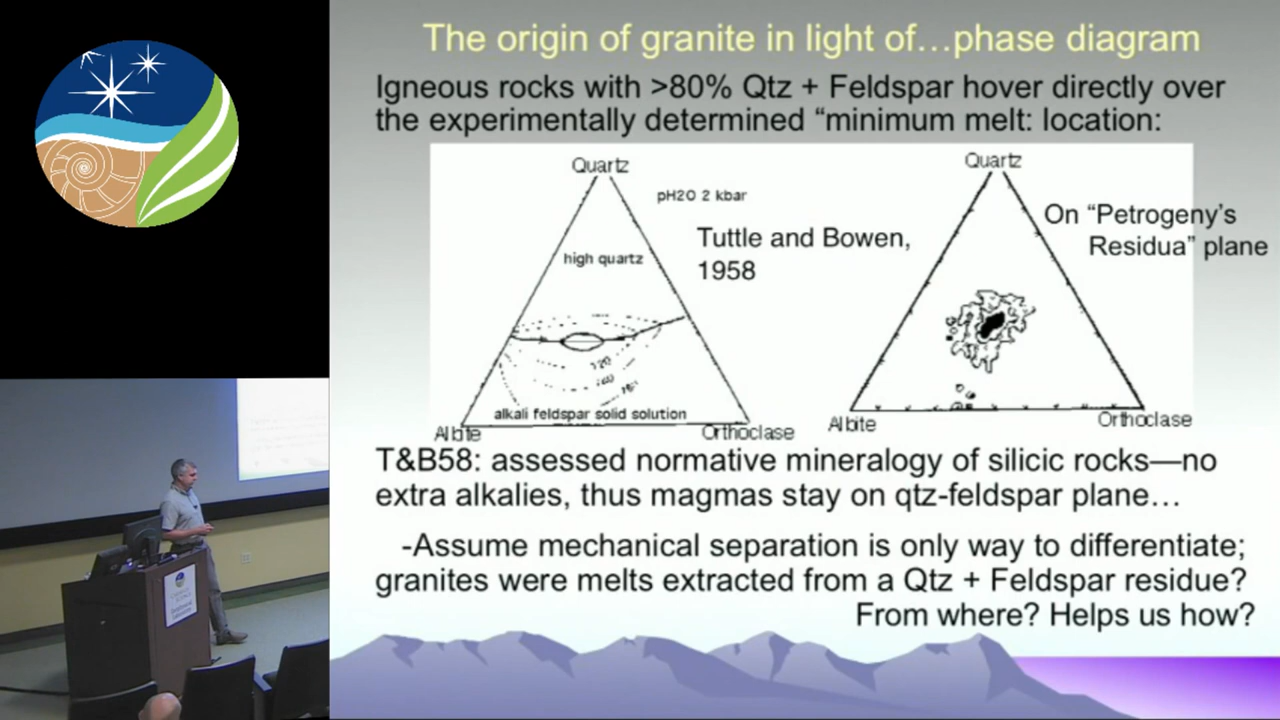 The origin of granite in light of…phase diagram
Igneous rocks with >80% Qtz + Feldspar hover directly over
the experimentally determined “minimum melt: location:
Quartz
pH2O 2 kbar
Tuttle and Bowen,
1958
high quartz
720
alkali feldspar solid solution
Albite
Orthoclase
Quartz
On “Petrogeny’s
Residua” plane
Albite
Orthoclase
T&B58: assessed normative mineralogy of silicic rocks—no
extra alkalies, thus magmas stay on qtz-feldspar plane…
-Assume mechanical separation is only way to differentiate;
granites were melts extracted from a Qtz + Feldspar residue?
From where? Helps us how?